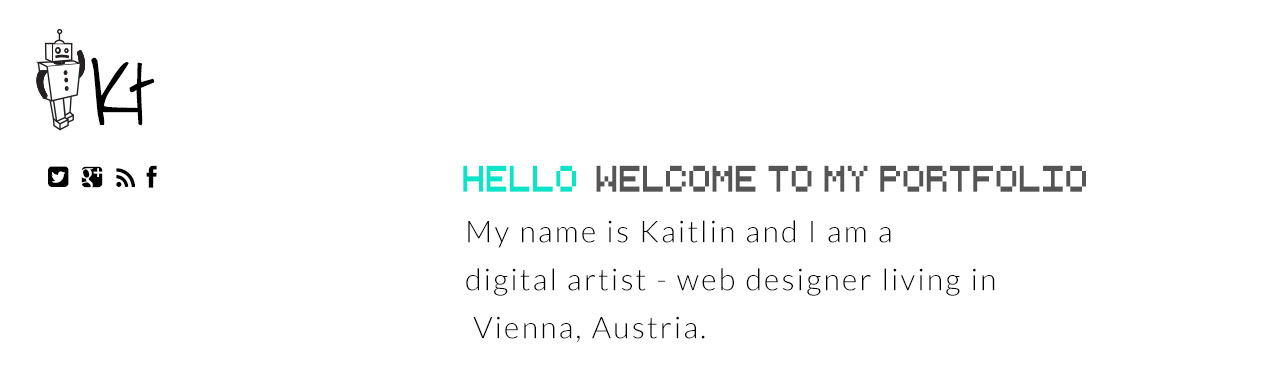 Kt
HELLO WELCOME TO MY PORTFOLIO
My name is Kaitlin and I am a
digital artist - web designer living in
Vienna, Austria.